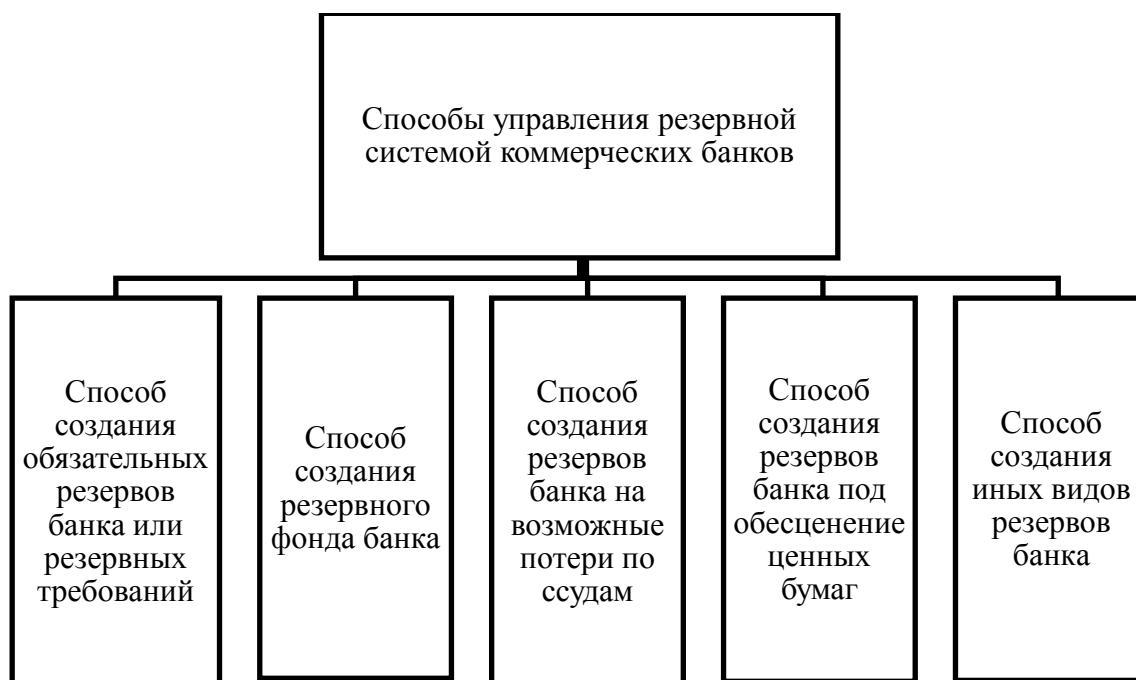 Способы управления резервной
системой коммерческих банков
Способ
создания
обязательных
резервов
банка или
резервных
требований
Способ
создания
резервного
фонда банка
Способ
создания
резервов
банка на
возможные
потери по
ссудам
Способ
создания
резервов
банка под
обесценение
ценных
бумаг
Способ
создания
иных видов
резервов
банка